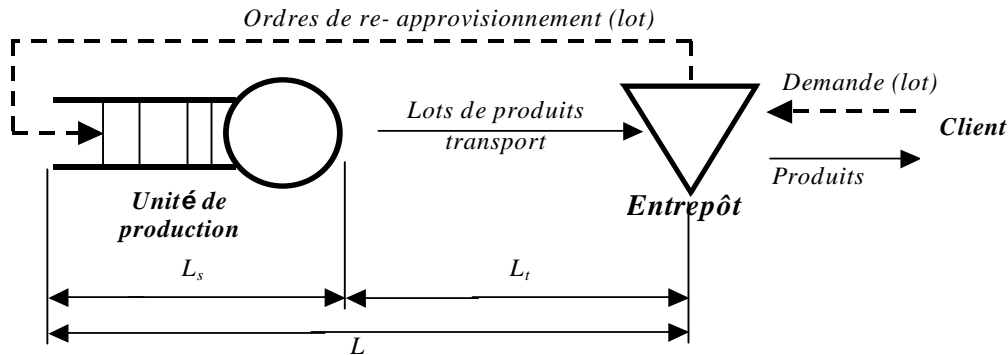 Ordres de re- approvisionnement (lot)
Demande (lot)
Lots de produits
transport
Client
Produits
Unité de
production
Entrepôt
Ls
Lt
L